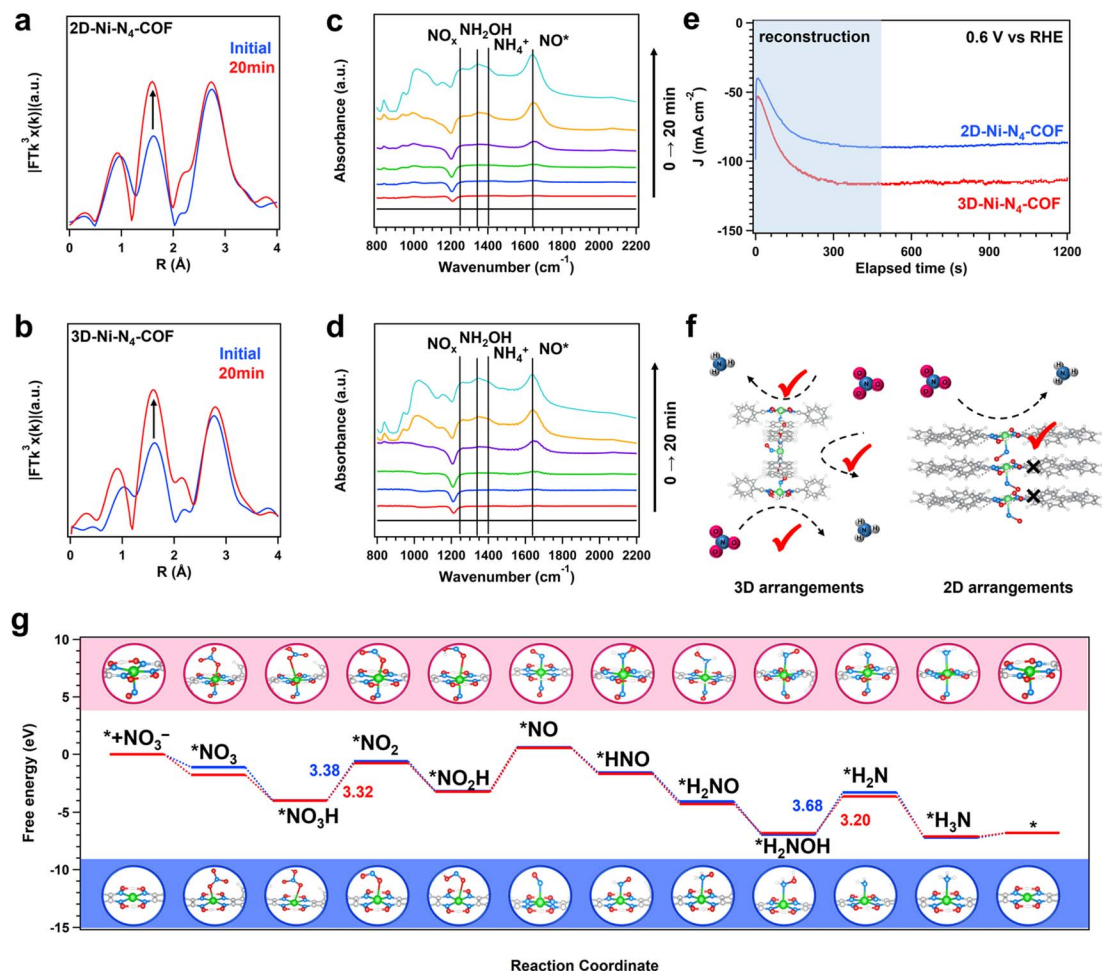 a
2D-Ni-N₄-COF
Initial
20min
|FTk³x(k)|(a.u.)
0 1 2 3 4
R (Å)
b
3D-Ni-N₄-COF
Initial
20min
|FTk³x(k)|(a.u.)
0 1 2 3 4
R (Å)
c
NH₂OH
NOₓ NH₄⁺ NO*
Absorbance (a.u.)
0 → 20 min
800 1000 1200 1400 1600 1800 2000 2200
Wavenumber (cm⁻¹)
d
NH₂OH
NOₓ NH₄⁺ NO*
Absorbance (a.u.)
0 → 20 min
800 1000 1200 1400 1600 1800 2000 2200
Wavenumber (cm⁻¹)
e
reconstruction
0.6 V vs RHE
2D-Ni-N₄-COF
3D-Ni-N₄-COF
J (mA cm⁻²)
0
-50
-100
-150
0 300 600 900 1200
Elapsed time (s)
f
H H H N
O O O N
O O O N
H H H N
O O O N
H H H N
3D arrangements
2D arrangements
g
Free energy (eV)
10
5
0
-5
-10
-15
*+NO₃⁻
*NO₃
*NO₃H
3.38
3.32
*NO₂
*NO₂H
*NO
*HNO
*H₂NO
*H₂NOH
3.68
3.20
*H₂N
*H₃N
*
Reaction Coordinate